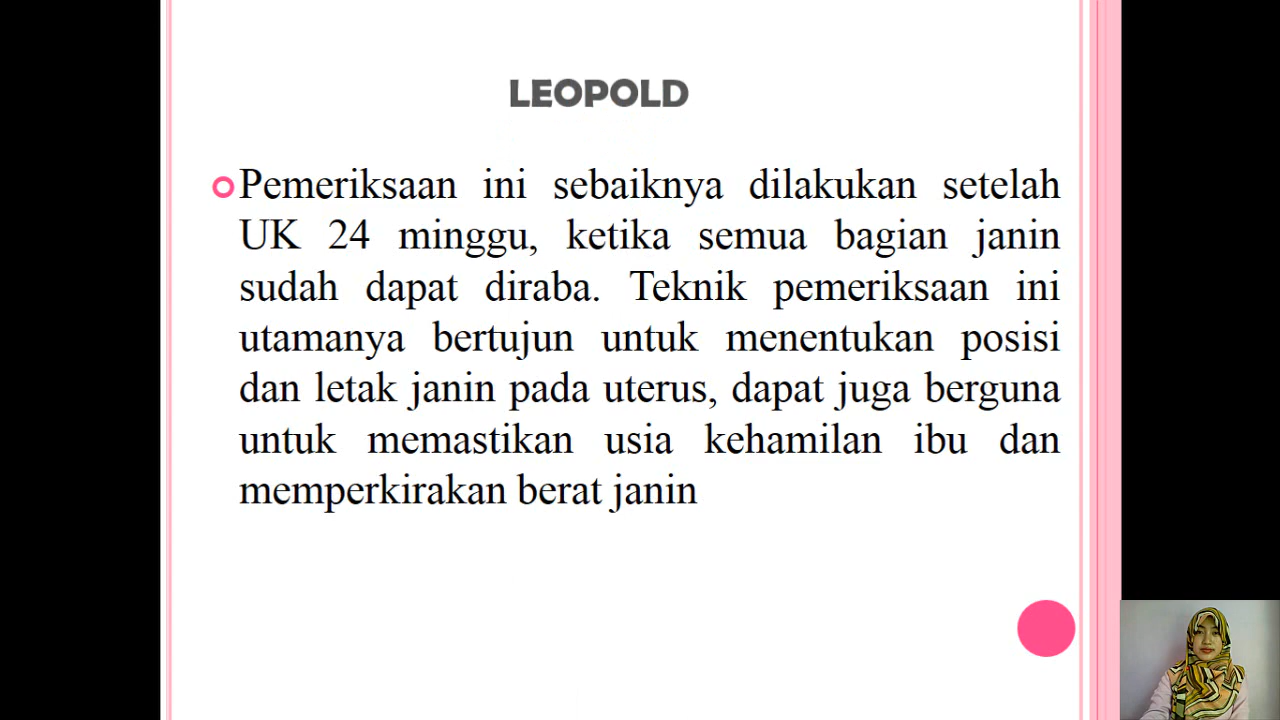 LEOPOLD
Pemeriksaan ini sebaiknya dilakukan setelah
UK 24 minggu, ketika semua bagian janin
sudah dapat diraba. Teknik pemeriksaan ini
utamanya bertujun untuk menentukan posisi
dan letak janin pada uterus, dapat juga berguna
untuk memastikan usia kehamilan ibu dan
memperkirakan berat janin